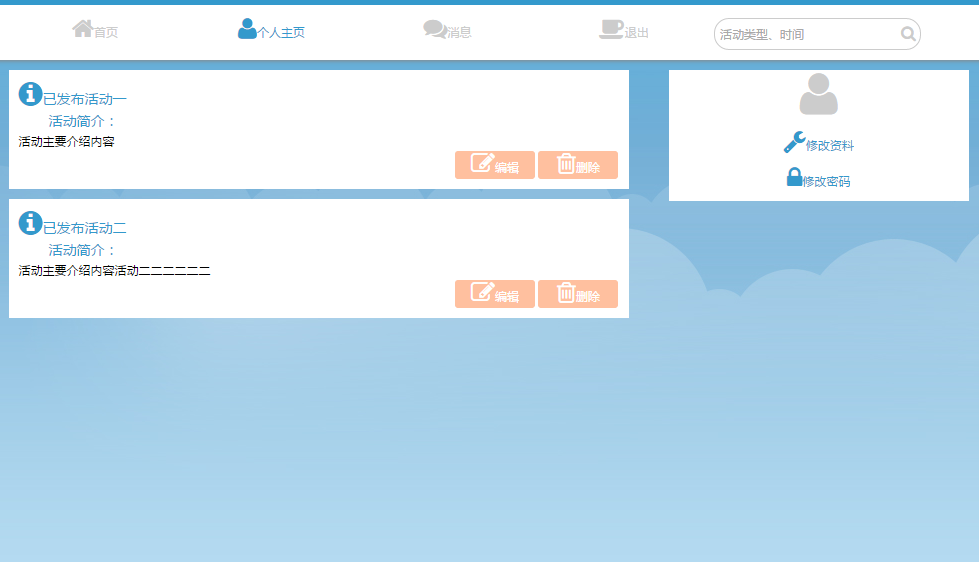 首页
个人主页
消息
退出
活动类型、时间
已发布活动一
活动简介：
活动主要介绍内容
编辑
删除
已发布活动二
活动简介：
活动主要介绍内容活动二二二二二二
编辑
删除
修改资料
修改密码